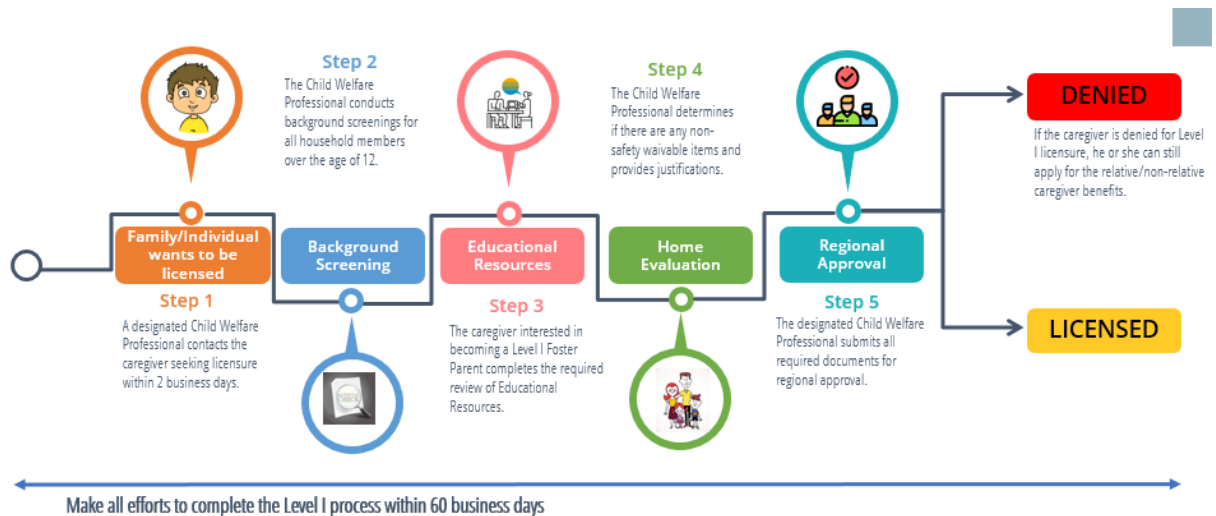 Step 2
The Child Welfare
Professional conducts
background screenings for
all household members
over the age of 12.
Step 4
The Child Welfare
Professional determines
if there are any non-
safety waivable items and
provides justifications.
DENIED
If the caregiver is denied for Level
I licensure, he or she can still
apply for the relative/non-relative
caregiver benefits.
Family/Individual
wants to be
licensed
Background
Screening
Educational
Resources
Home
Evaluation
Regional
Approval
Step 1
A designated Child Welfare
Professional contacts the
caregiver seeking licensure
within 2 business days.
Step 3
The caregiver interested in
becoming a Level I Foster
Parent completes the required
review of Educational
Resources.
Step 5
The designated Child Welfare
Professional submits all
required documents for
regional approval.
LICENSED
CHECK
Make all efforts to complete the Level I process within 60 business days